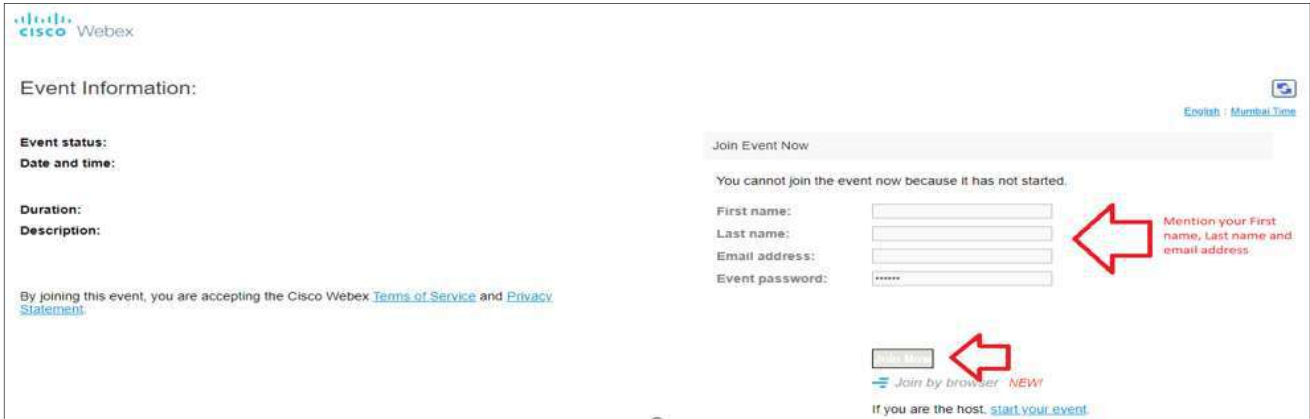 cisco Webex
Event Information:
English : Mumbai Time
Event status:
Date and time:
Duration:
Description:
By joining this event, you are accepting the Cisco Webex Terms of Service and Privacy
Statement.
Join Event Now
You cannot join the event now because it has not started.
First name:
Last name:
Email address:
Event password:
••••••
Mention your First
name, Last name and
email address
Join Now
Join by browser NEW!
If you are the host, start your event.